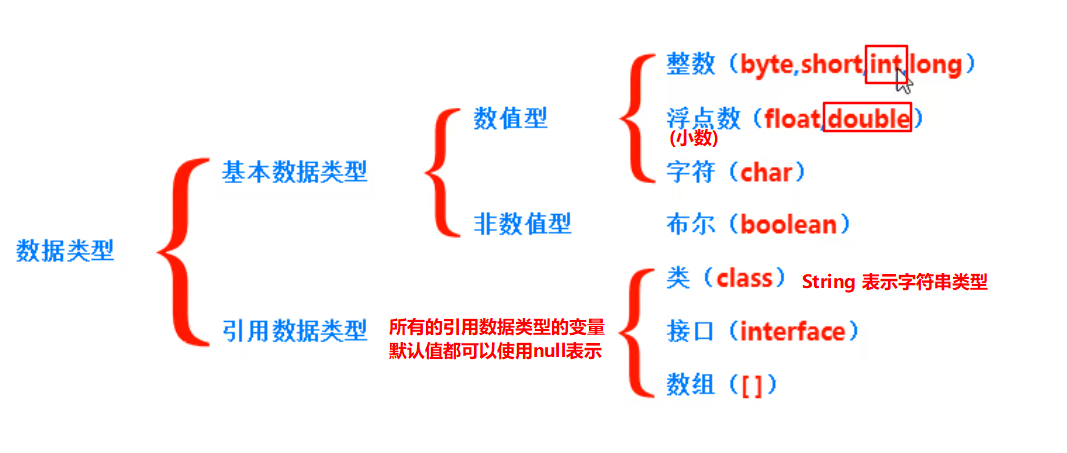 整数（byte,short,int,long）
数值型
浮点数（float,double）
(小数)
基本数据类型
字符（char）
非数值型
布尔（boolean）
数据类型
类（class）
String 表示字符串类型
引用数据类型
所有的引用数据类型的变量
默认值都可以使用null表示
接口（interface）
数组（[ ]）